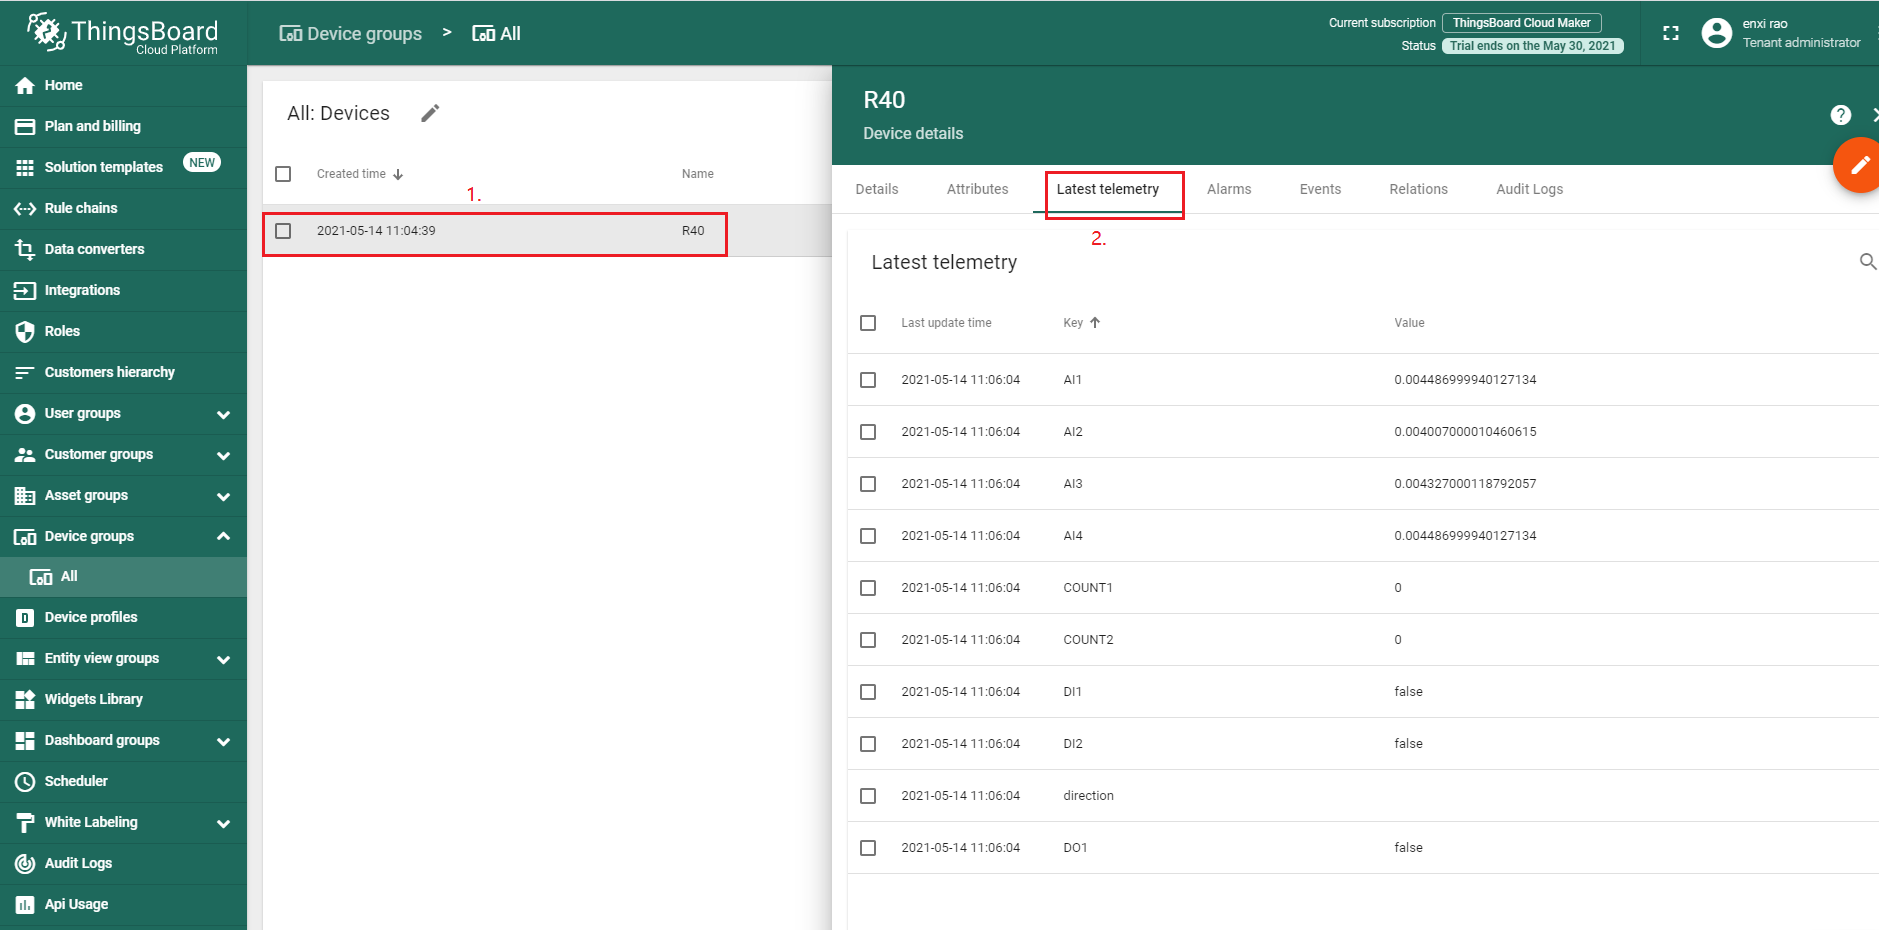 ThingsBoard
Cloud Platform
Device groups > All
Current subscription ThingsBoard Cloud Maker
Status Trial ends on the May 30, 2021
enxi rao
Tenant administrator
Home
Plan and billing
Solution templates NEW
Rule chains
Data converters
Integrations
Roles
Customers hierarchy
User groups
Customer groups
Asset groups
Device groups
All
Device profiles
Entity view groups
Widgets Library
Dashboard groups
Scheduler
White Labeling
Audit Logs
Api Usage
All: Devices
Created time Name
1.
2021-05-14 11:04:39 R40
R40
Device details
?
Details Attributes Latest telemetry Alarms Events Relations Audit Logs
2.
Latest telemetry
Last update time Key Value
2021-05-14 11:06:04 AI1 0.004486999940127134
2021-05-14 11:06:04 AI2 0.004007000010460615
2021-05-14 11:06:04 AI3 0.004327000118792057
2021-05-14 11:06:04 AI4 0.004486999940127134
2021-05-14 11:06:04 COUNT1 0
2021-05-14 11:06:04 COUNT2 0
2021-05-14 11:06:04 DI1 false
2021-05-14 11:06:04 DI2 false
2021-05-14 11:06:04 direction
2021-05-14 11:06:04 DO1 false